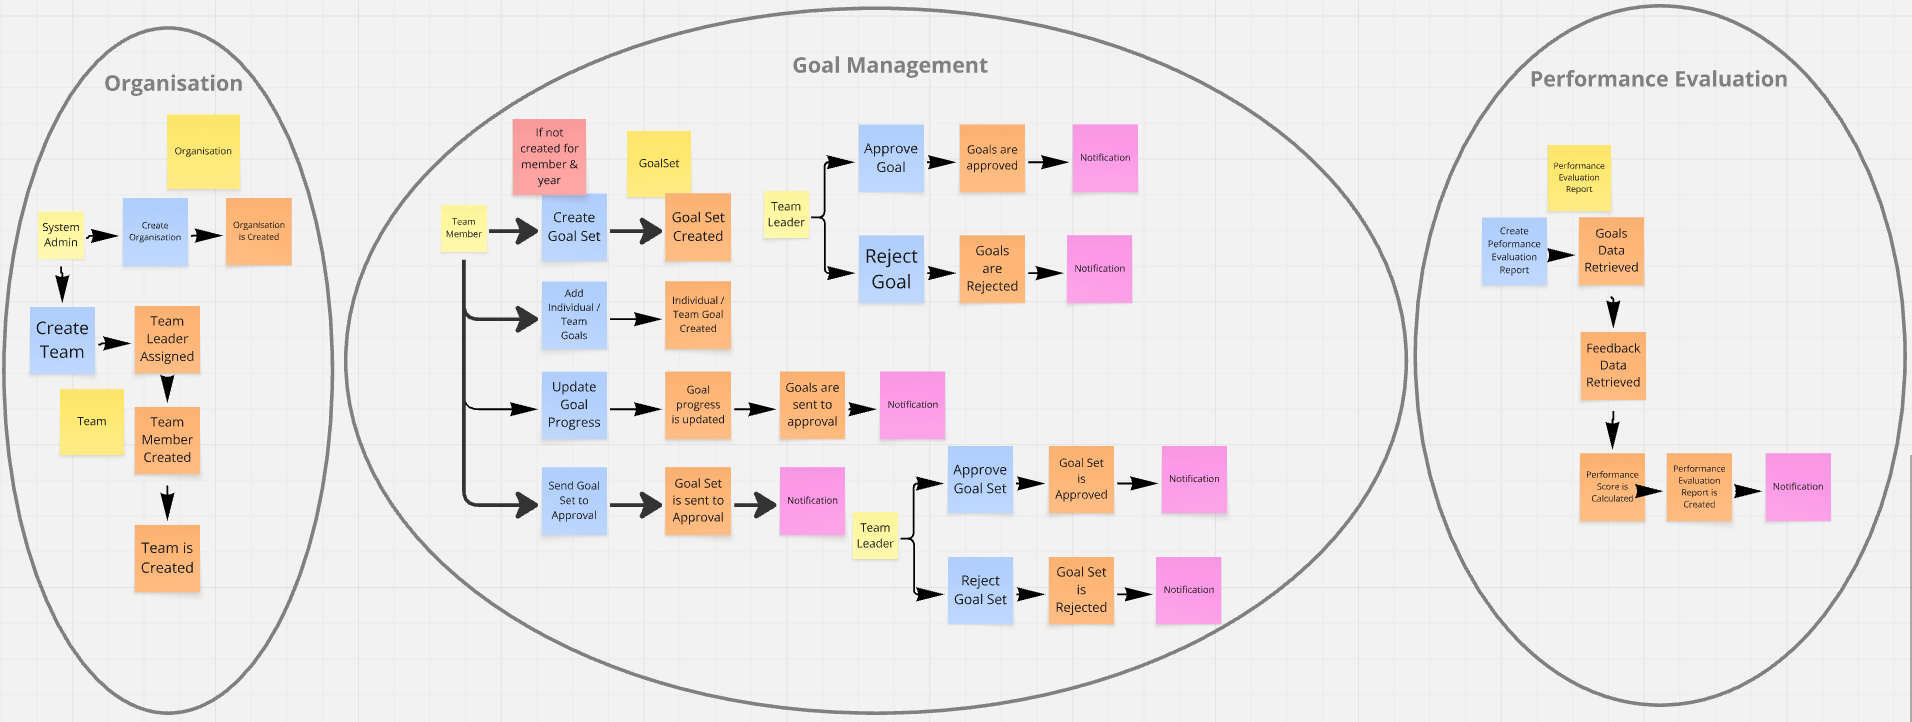 Organisation
Organisation
System
Admin
Create
Organisation
Organisation
is Created
Create
Team
Team
Leader
Assigned
Team
Team
Member
Created
Team is
Created
Goal Management
If not
created for
member &
year
GoalSet
Team
Member
Create
Goal Set
Goal Set
Created
Add
Individual /
Team
Goals
Individual /
Team Goal
Created
Update
Goal
Progress
Goal
progress
is updated
Goals are
sent to
approval
Notification
Send Goal
Set to
Approval
Goal Set
is sent to
Approval
Notification
Team
Leader
Approve
Goal
Goals are
approved
Notification
Reject
Goal
Goals
are
Rejected
Notification
Team
Leader
Approve
Goal Set
Goal Set
is
Approved
Notification
Reject
Goal Set
Goal Set
is
Rejected
Notification
Performance Evaluation
Performance
Evaluation
Report
Create
Peformance
Evaluation
Report
Goals
Data
Retrieved
Feedback
Data
Retrieved
Performance
Score is
Calculated
Performance
Evaluation
Report is
Created
Notification